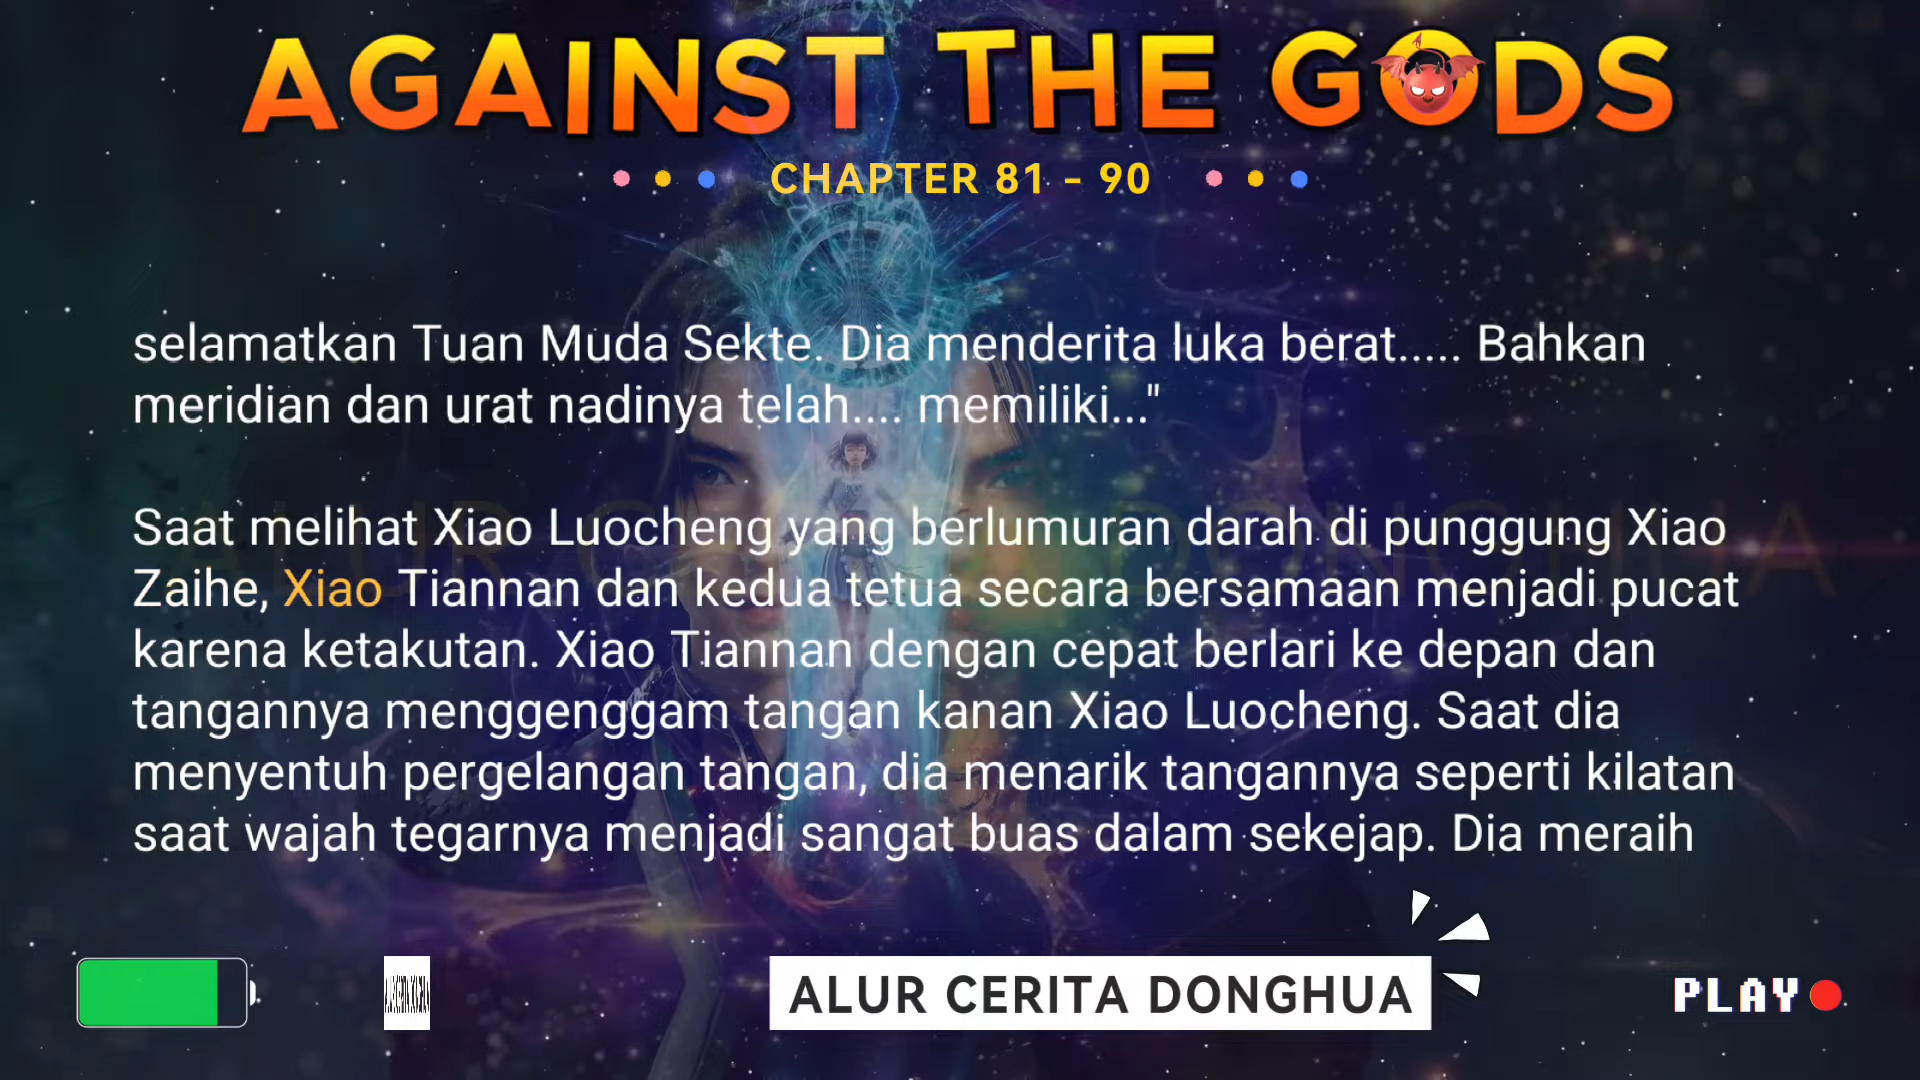 AGAINST THE GODS
CHAPTER 81 - 90
selamatkan Tuan Muda Sekte. Dia menderita luka berat..... Bahkan
meridian dan urat nadinya telah.... memiliki..."
Saat melihat Xiao Luocheng yang berlumuran darah di punggung Xiao
Zaihe, Xiao Tiannan dan kedua tetua secara bersamaan menjadi pucat
karena ketakutan. Xiao Tiannan dengan cepat berlari ke depan dan
tangannya menggenggam tangan kanan Xiao Luocheng. Saat dia
menyentuh pergelangan tangan, dia menarik tangannya seperti kilatan
saat wajah tegarnya menjadi sangat buas dalam sekejap. Dia meraih
ALUR CERITA DONGHUA
PLAY